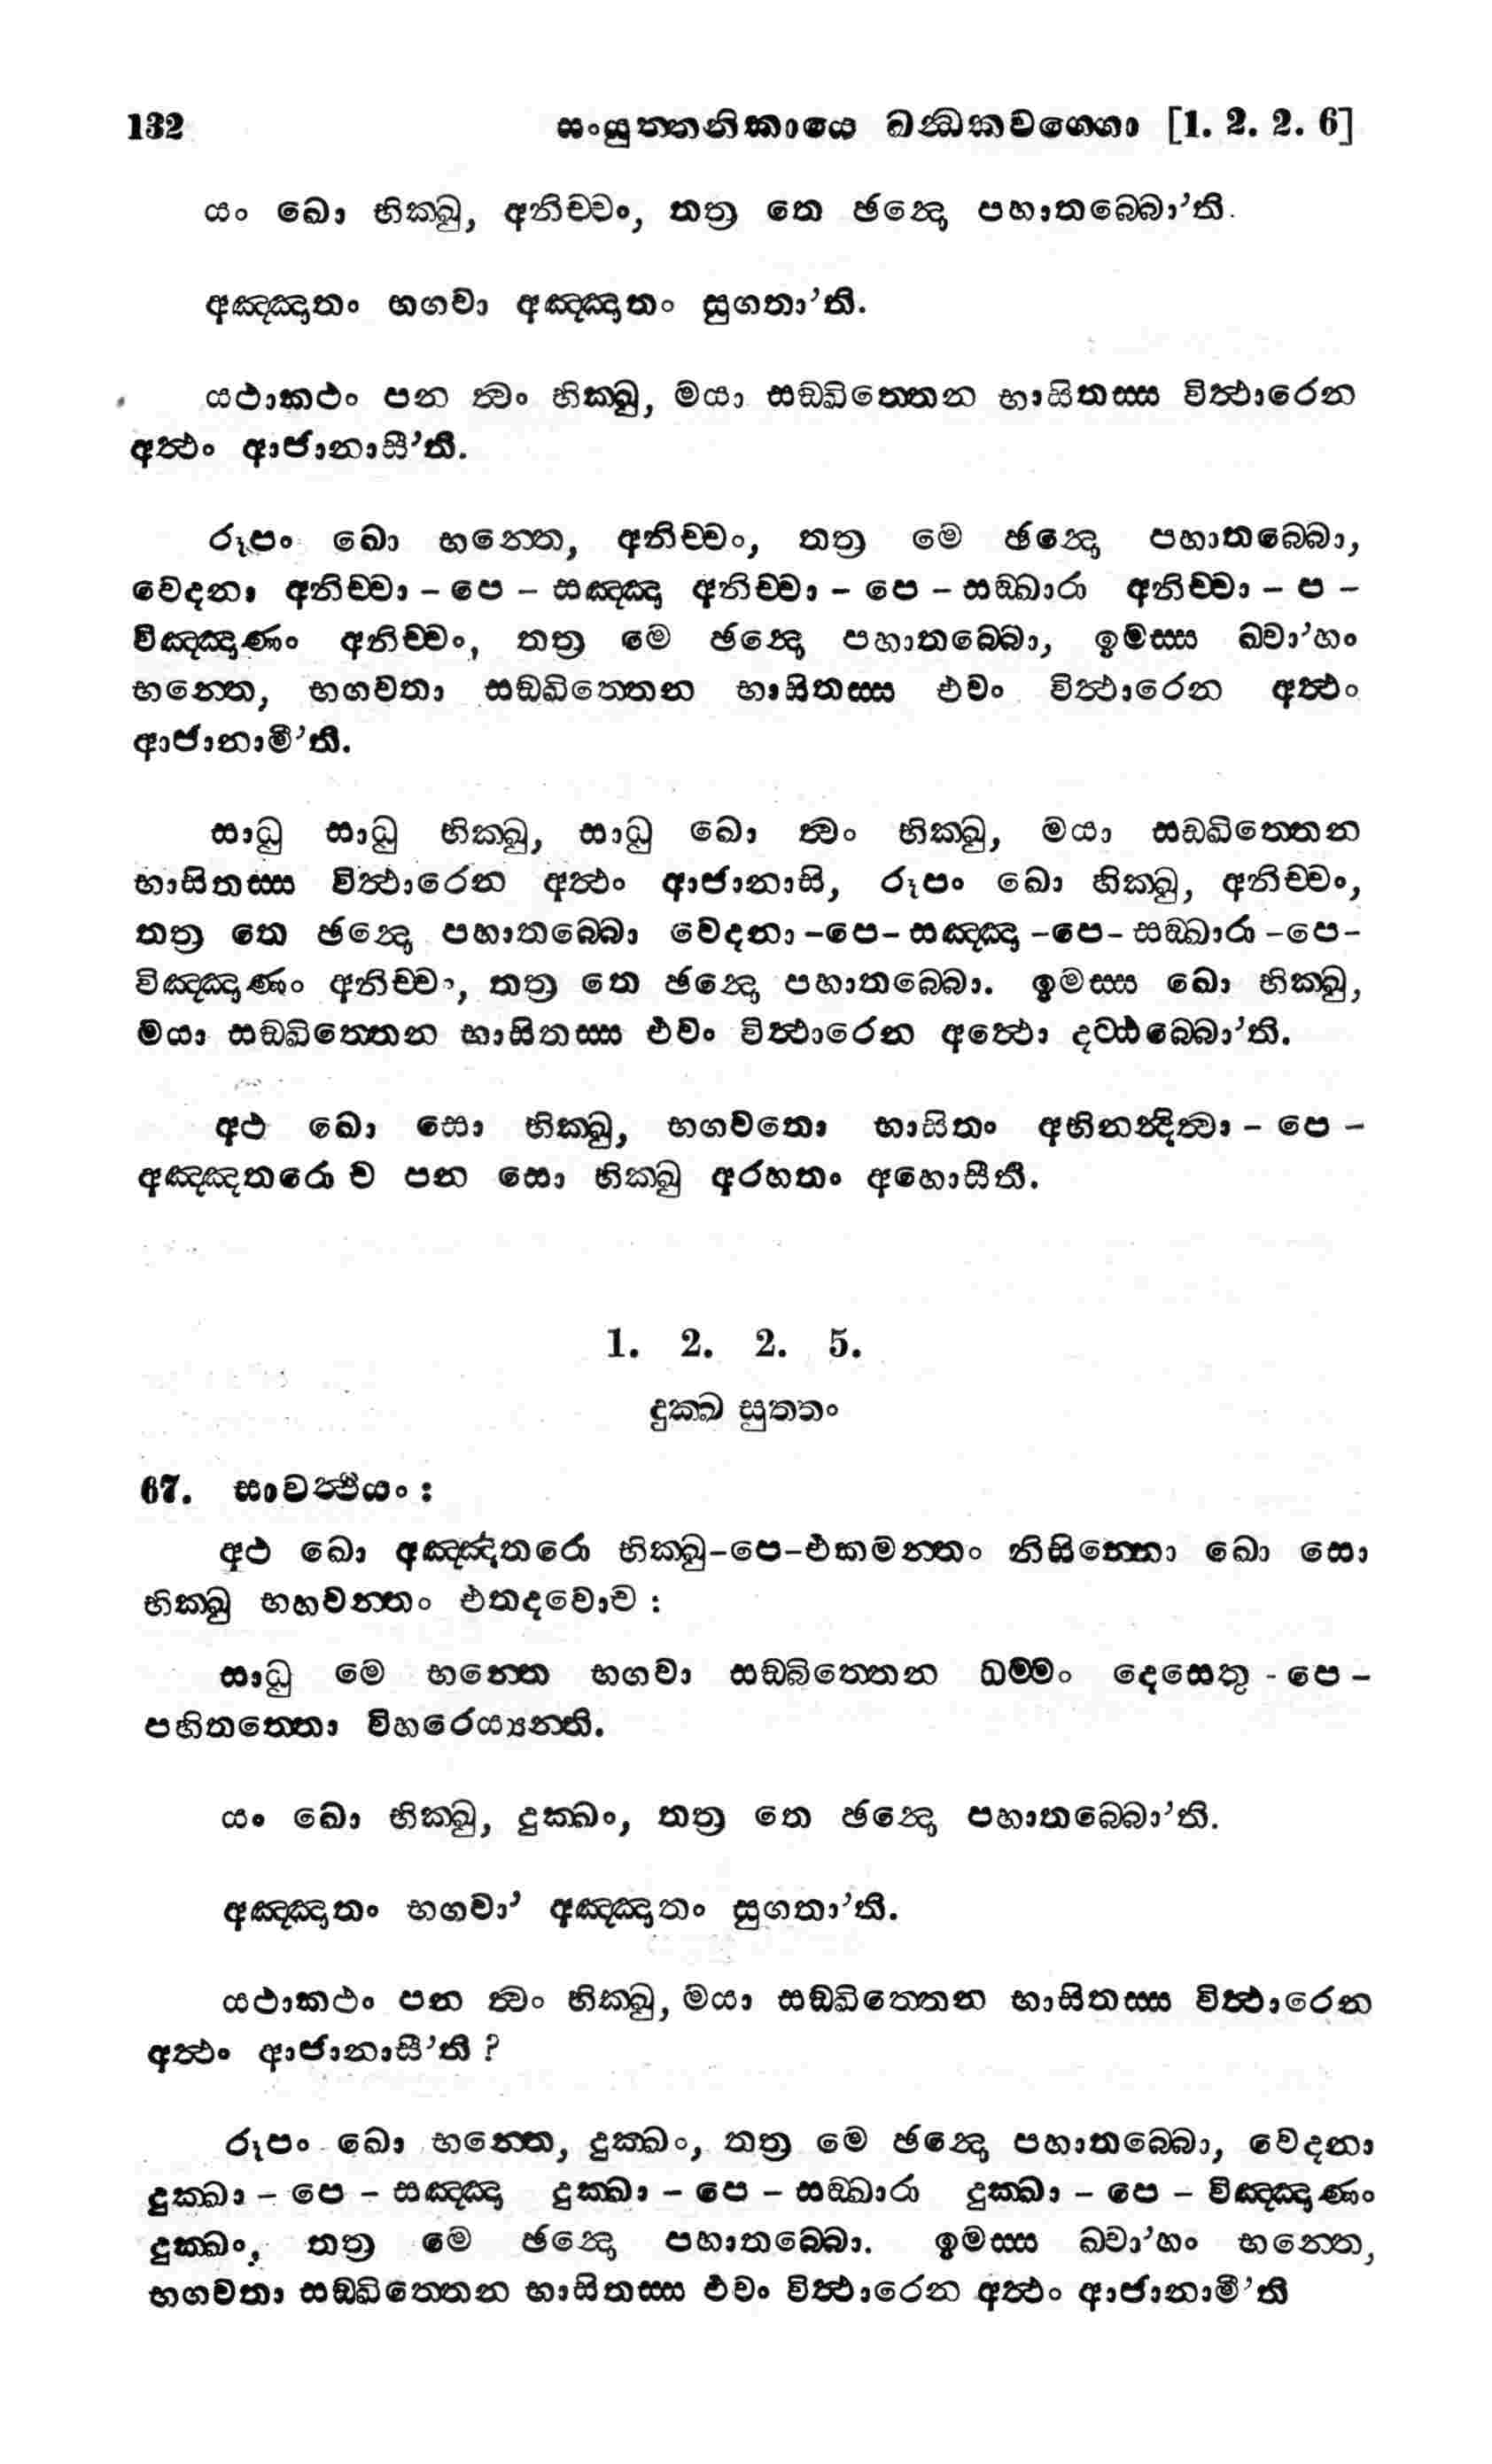 132 සංයුත්තනිකායෙ ඛන්ධකවග්ගො [1. 2. 2. 6]
යං ඛො භික්ඛු, අනිච්චං, තත්‍ර තෙ ඡන්දො පහාතබ්බො’ති.
අඤ්ඤාතං භගවා අඤ්ඤාතං සුගතා’ති.
යථාකථං පන ත්‍වං භික්ඛු, මයා සඞ්ඛිත්තෙන භාසිතස්ස විත්ථාරෙන
අත්ථං ආජානාසී’ති.
රූපං ඛො භන්තෙ, අනිච්චං, තත්‍ර මෙ ඡන්දො පහාතබ්බො,
වෙදනා අනිච්චා - පෙ - සඤ්ඤා අනිච්චා - පෙ - සඞ්ඛාරා අනිච්චා - ප -
විඤ්ඤාණං අනිච්චං, තත්‍ර මෙ ඡන්දො පහාතබ්බො, ඉමස්ස ඛ්වා’හං
භන්තෙ, භගවතා සඞ්ඛිත්තෙන භාසිතස්ස එවං විත්ථාරෙන අත්ථං
ආජානාමී’ති.
සාධු සාධු භික්ඛු, සාධු ඛො ත්‍වං භික්ඛු, මයා සඞ්ඛිත්තෙන
භාසිතස්ස විත්ථාරෙන අත්ථං ආජානාසි, රූපං ඛො භික්ඛු, අනිච්චං,
තත්‍ර තෙ ඡන්දො පහාතබ්බො වෙදනා -පෙ- සඤ්ඤා -පෙ- සඞ්ඛාරා -පෙ-
විඤ්ඤාණං අනිච්චං, තත්‍ර තෙ ඡන්දො පහාතබ්බො. ඉමස්ස ඛො භික්ඛු,
මයා සඞ්ඛිත්තෙන භාසිතස්ස එවං විත්ථාරෙන අත්ථො දට්ඨබ්බො’ති.
අථ ඛො සො භික්ඛු, භගවතො භාසිතං අභිනන්දිත්‍වා - පෙ -
අඤ්ඤතරො ච පන සො භික්ඛු අරහතං අහොසීති.
1. 2. 2. 5.
දුක්ඛ සුත්තං
67. සාවත්ථියං :
අථ ඛො අඤ්ඤතරො භික්ඛු-පෙ-එකමන්තං නිසින්නො ඛො සො
භික්ඛු භහවන්තං එතදවොච :
සාධු මෙ භන්තෙ භගවා සඞ්ඛිත්තෙන ධම්මං දෙසෙතු - පෙ -
පහිතත්තො විහරෙය්‍යන්ති.
යං ඛො භික්ඛු, දුක්ඛං, තත්‍ර තෙ ඡන්දො පහාතබ්බො’ති.
අඤ්ඤාතං භගවා’ අඤ්ඤාතං සුගතා’ති.
යථාකථං පන ත්‍වං භික්ඛු, මයා සඞ්ඛිත්තෙන භාසිතස්ස විත්ථාරෙන
අත්ථං ආජානාසී’ති ?
රූපං ඛො භන්තෙ, දුක්ඛං, තත්‍ර මෙ ඡන්දො පහාතබ්බො, වෙදනා
දුක්ඛා - පෙ - සඤ්ඤා දුක්ඛා - පෙ - සඞ්ඛාරා දුක්ඛා - පෙ - විඤ්ඤාණං
දුක්ඛං, තත්‍ර මෙ ඡන්දො පහාතබ්බො. ඉමස්ස ඛ්වා’හං භන්තෙ,
භගවතා සඞ්ඛිත්තෙන භාසිතස්ස එවං විත්ථාරෙන අත්ථං ආජානාමී’ති